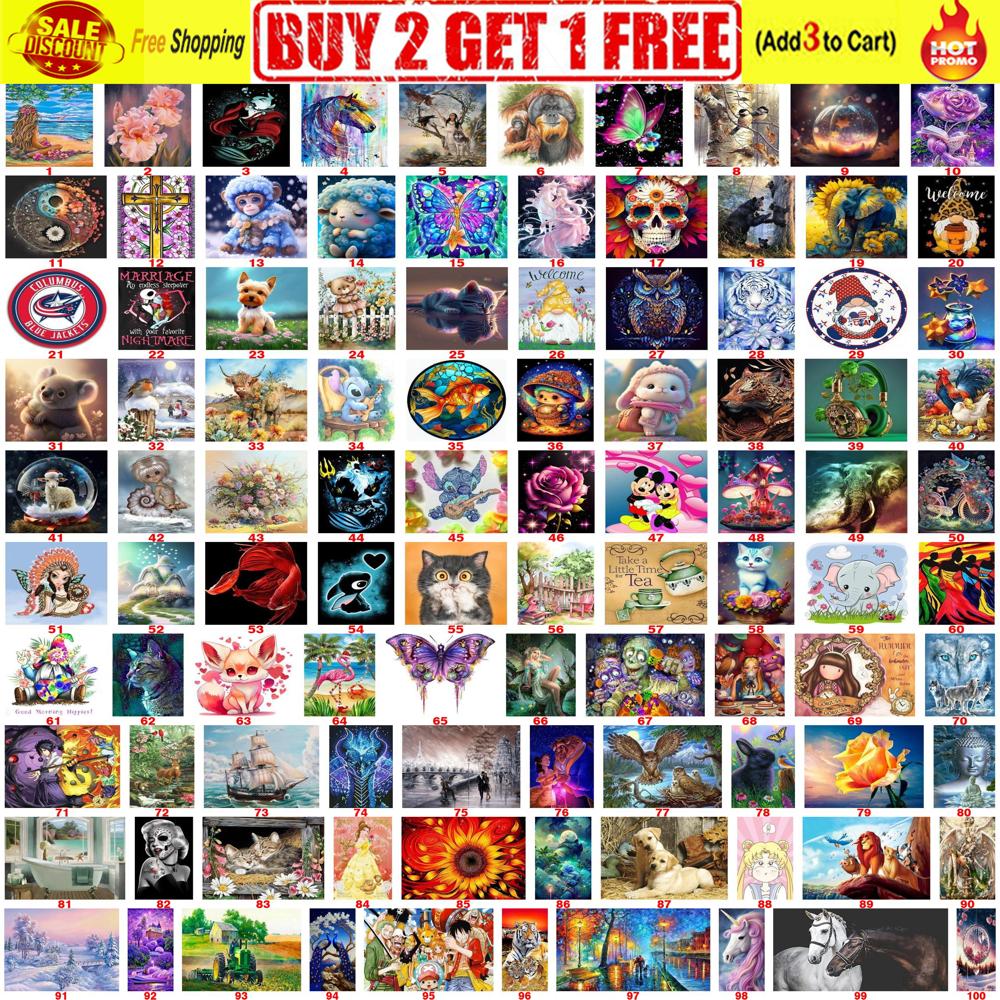 SALE
DISCOUNT
Free Shopping
BUY 2 GET 1 FREE
(Add 3 to Cart)
HOT
PROMO
1 2 3 4 5 6 7 8 9 10
Welcome
11 12 13 14 15 16 17 18 19 20
COLUMBUS
BLUE JACKETS
MARRIAGE
An endless sleepover
with your favorite
NIGHTMARE
Welcome
21 22 23 24 25 26 27 28 29 30
31 32 33 34 35 36 37 38 39 40
41 42 43 44 45 46 47 48 49 50
Take a
Little Time
for Tea
51 52 53 54 55 56 57 58 59 60
Good Morning Hippies!
61 62 63 64 65 66 67 68 69 70
71 72 73 74 75 76 77 78 79 80
81 82 83 84 85 86 87 88 89 90
91 92 93 94 95 96 97 98 99 100